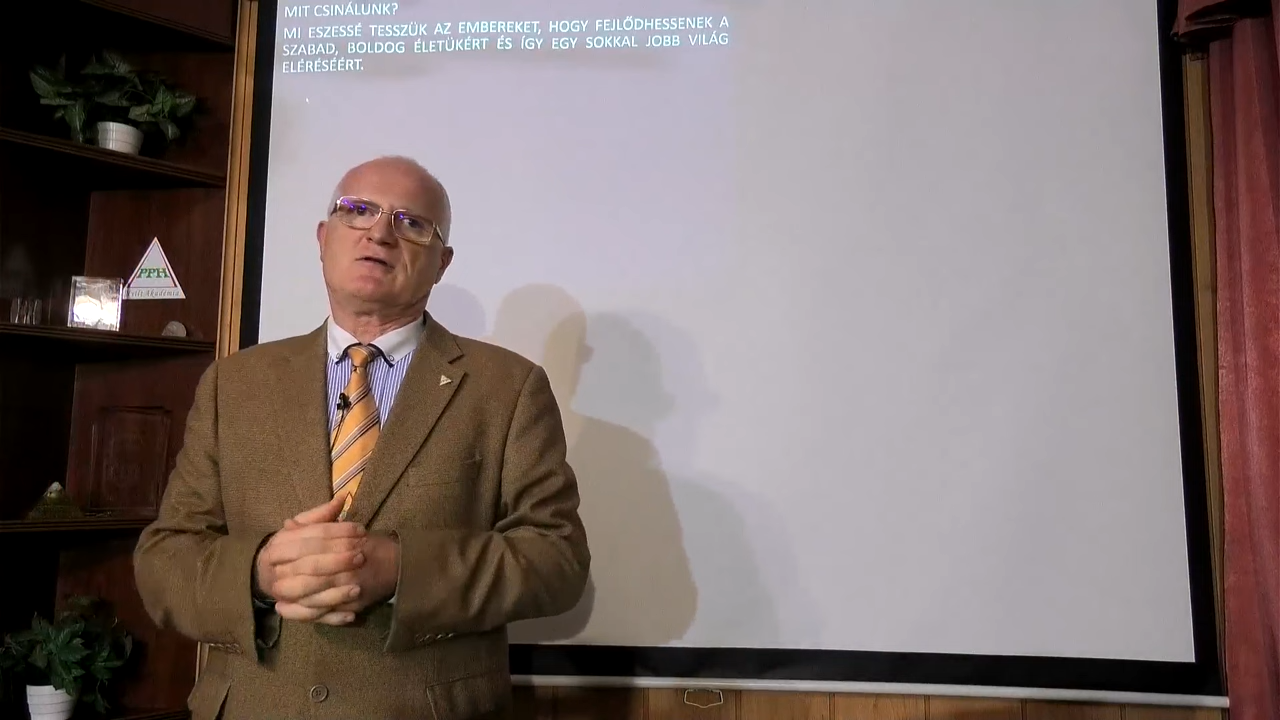 MIT CSINÁLUNK?
MI ESZESSÉ TESSZÜK AZ EMBEREKET, HOGY FEJLŐDHESSENEK A
SZABAD, BOLDOG ÉLETÜKÉRT ÉS ÍGY EGY SOKKAL JOBB VILÁG
ELÉRÉSÉÉRT.
PPH